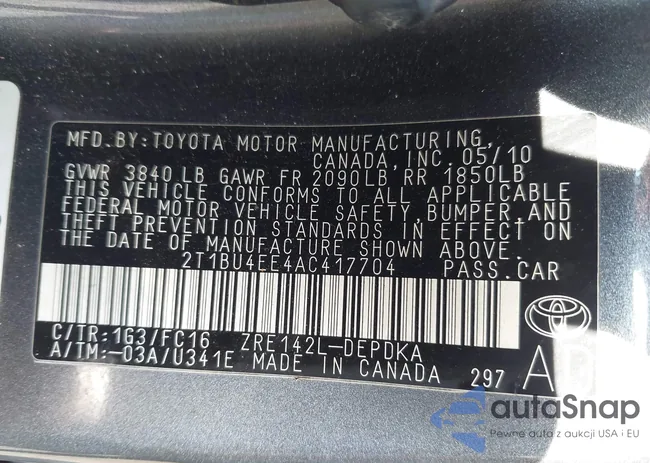 MFD.BY:TOYOTA MOTOR MANUFACTURING,
CANADA, INC. 05/10
GVWR 3840 LB GAWR FR 2090LB, RR 1850LB
THIS VEHICLE CONFORMS TO ALL APPLICABLE
FEDERAL MOTOR VEHICLE SAFETY, BUMPER, AND
THEFT PREVENTION STANDARDS IN EFFECT ON
THE DATE OF MANUFACTURE SHOWN ABOVE.
2T1BU4EE4AC417704 PASS.CAR
C/TR:1G3/FC16 ZRE142L-DEPDKA
A/TM:-03A/U341E MADE IN CANADA 297 AD
autaSnap
Pewne auta z aukcji USA i EU